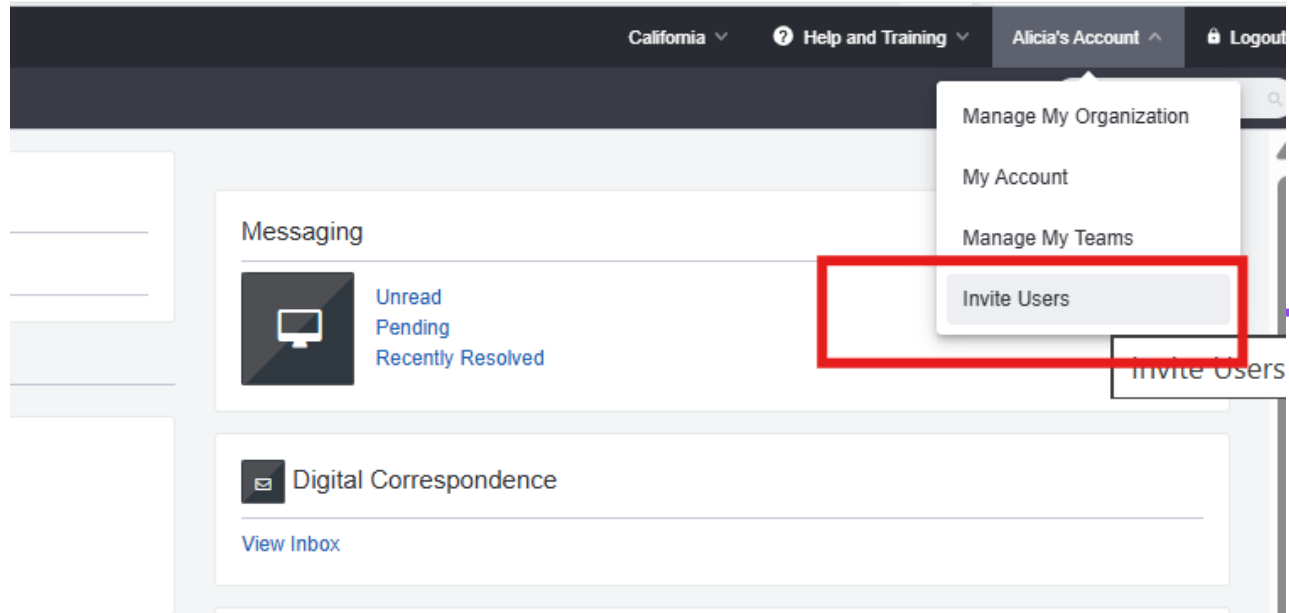 California
Help and Training
Alicia's Account
Logout
Manage My Organization
My Account
Manage My Teams
Invite Users
Invite Users
Messaging
Unread
Pending
Recently Resolved
Digital Correspondence
View Inbox